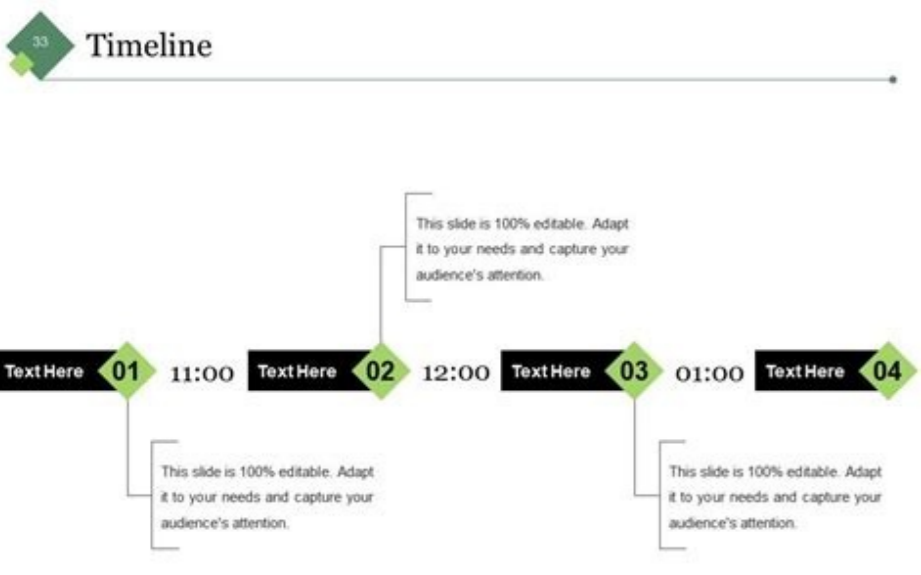 33
Timeline
This slide is 100% editable. Adapt
it to your needs and capture your
audience's attention.
Text Here 01 11:00 Text Here 02 12:00 Text Here 03 01:00 Text Here 04
This slide is 100% editable. Adapt
it to your needs and capture your
audience's attention.
This slide is 100% editable. Adapt
it to your needs and capture your
audience's attention.